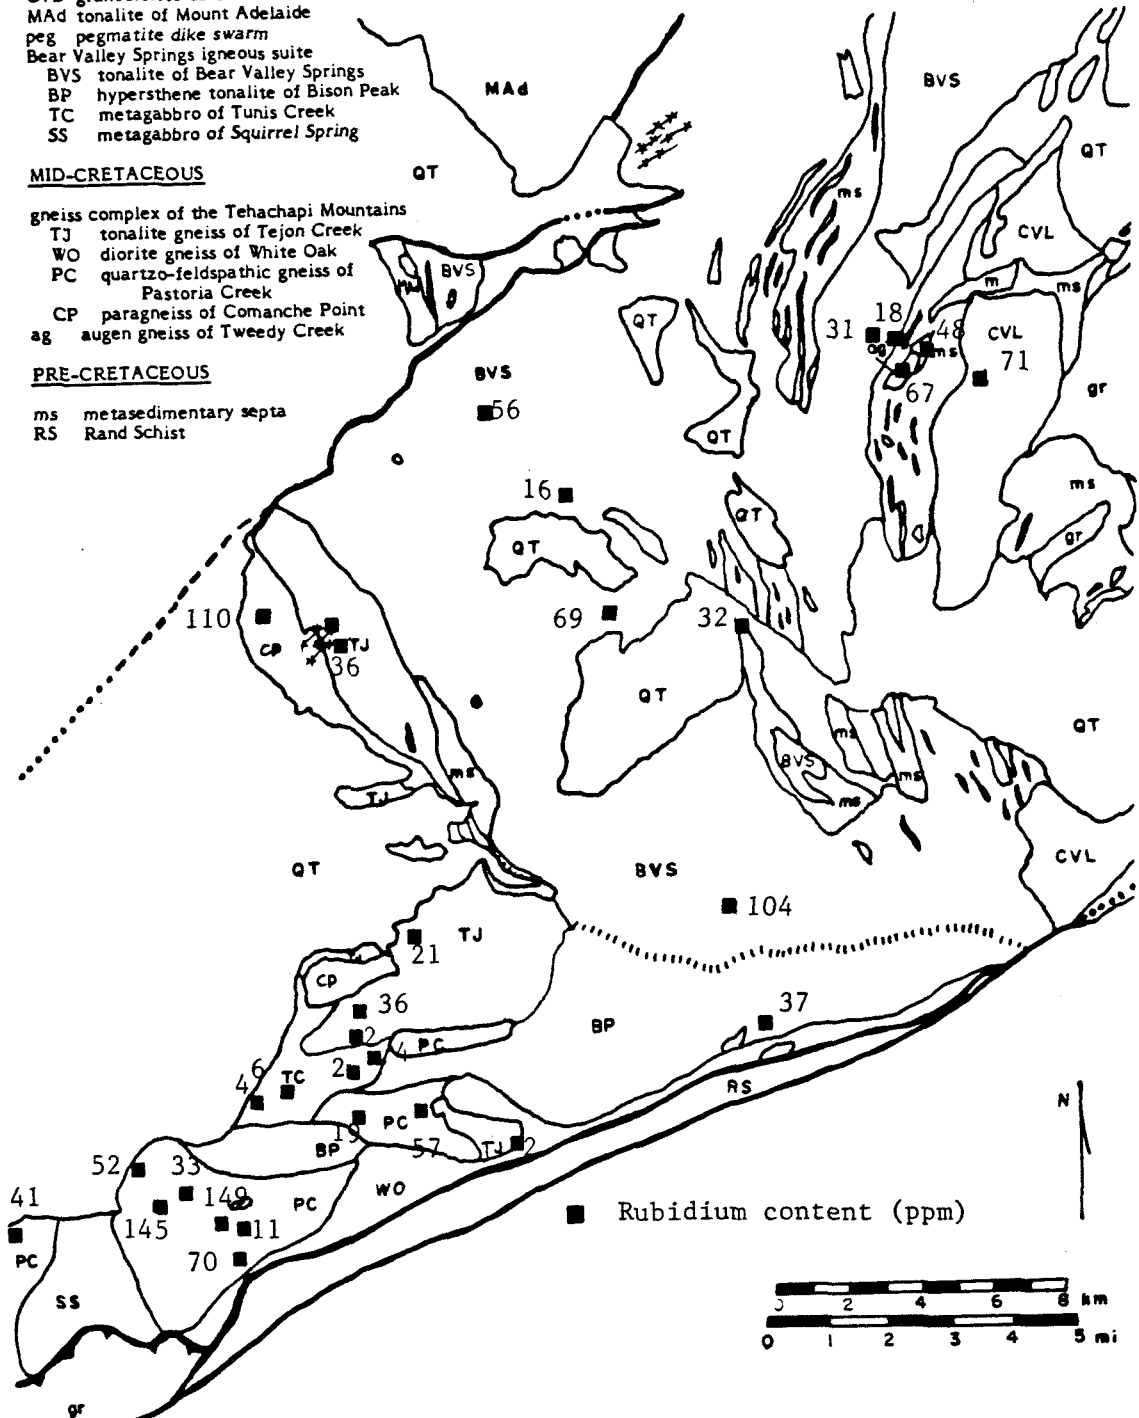 MAd tonalite of Mount Adelaide
peg pegmatite dike swarm
Bear Valley Springs igneous suite
BVS tonalite of Bear Valley Springs
BP hypersthene tonalite of Bison Peak
TC metagabbro of Tunis Creek
SS metagabbro of Squirrel Spring
MID-CRETACEOUS
gneiss complex of the Tehachapi Mountains
TJ tonalite gneiss of Tejon Creek
WO diorite gneiss of White Oak
PC quartzo-feldspathic gneiss of
Pastoria Creek
CP paragneiss of Comanche Point
ag augen gneiss of Tweedy Creek
PRE-CRETACEOUS
ms metasedimentary septa
RS Rand Schist
MAd
BVS
QT
QT
ms
CVL
BVS
m
ms
QT
31
18
48
CVL
ag
ms
71
BVS
67
gr
56
QT
ms
16
QT
QT
gr
110
69
32
CP
TJ
36
QT
QT
ms
BVS
ms
ms
TJ
ms
QT
BVS
CVL
104
TJ
21
CP
36
37
2
BP
PC
4
6
2
TC
RS
4
N
PC
19
57
BP
TJ
2
52
33
WO
41
149
PC
145
11
Rubidium content (ppm)
PC
70
SS
0 2 4 6 8 km
0 1 2 3 4 5 mi
gr